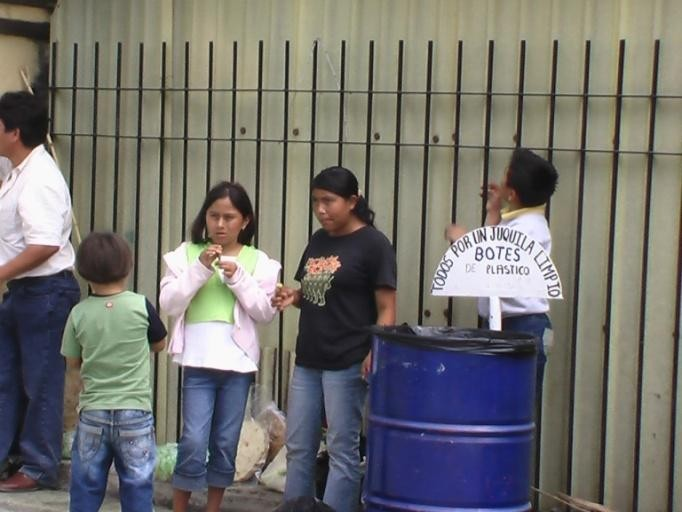 TODOS POR UN JUQUILA LIMPIO
BOTES
DE PLASTICO